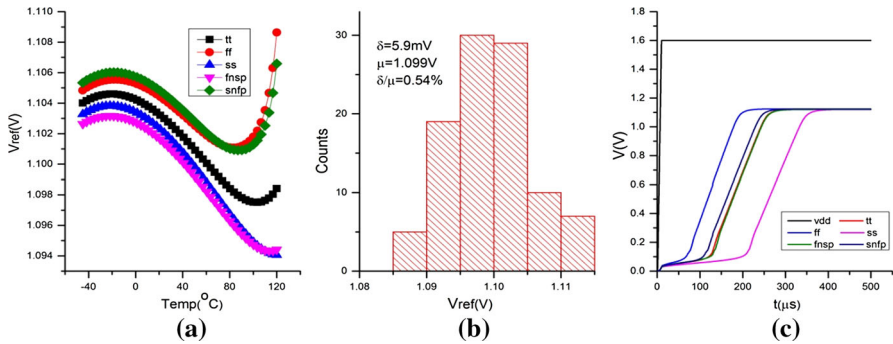 1.110
1.108
1.106
1.104
1.102
1.100
1.098
1.096
1.094
Vref(V)
tt
ff
ss
fnsp
snfp
-40
0
40
80
120
Temp(°C)
(a)
30
20
10
0
Counts
δ=5.9mV
μ=1.099V
δ/μ=0.54%
1.08
1.09
1.10
1.11
Vref(V)
(b)
1.8
1.6
1.4
1.2
1.0
0.8
0.6
0.4
0.2
0.0
V(V)
vdd
tt
ff
ss
fnsp
snfp
0
100
200
300
400
500
t(μs)
(c)